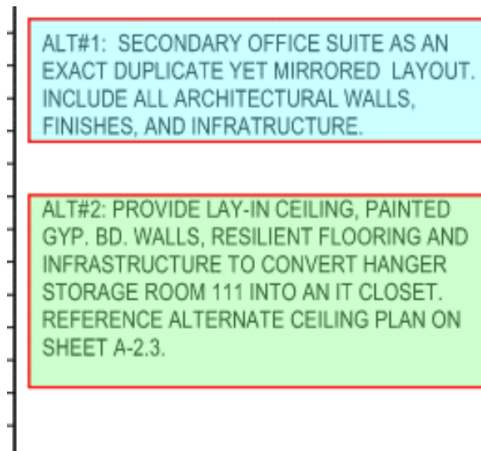 ALT#1:  SECONDARY OFFICE SUITE AS AN
EXACT DUPLICATE YET MIRRORED  LAYOUT.
INCLUDE ALL ARCHITECTURAL WALLS,
FINISHES, AND INFRATRUCTURE.
ALT#2: PROVIDE LAY-IN CEILING, PAINTED
GYP. BD. WALLS, RESILIENT FLOORING AND
INFRASTRUCTURE TO CONVERT HANGER
STORAGE ROOM 111 INTO AN IT CLOSET.
REFERENCE ALTERNATE CEILING PLAN ON
SHEET A-2.3.